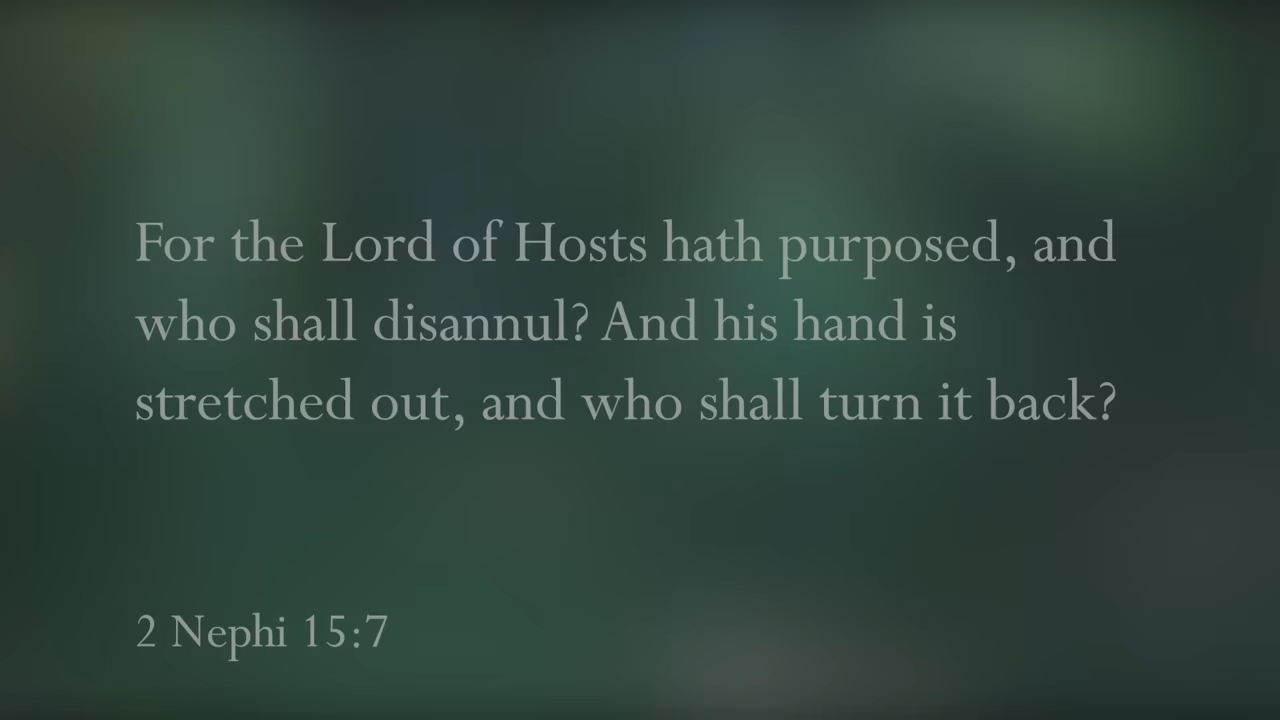 For the Lord of Hosts hath purposed, and
who shall disannul? And his hand is
stretched out, and who shall turn it back?
2 Nephi 15:7